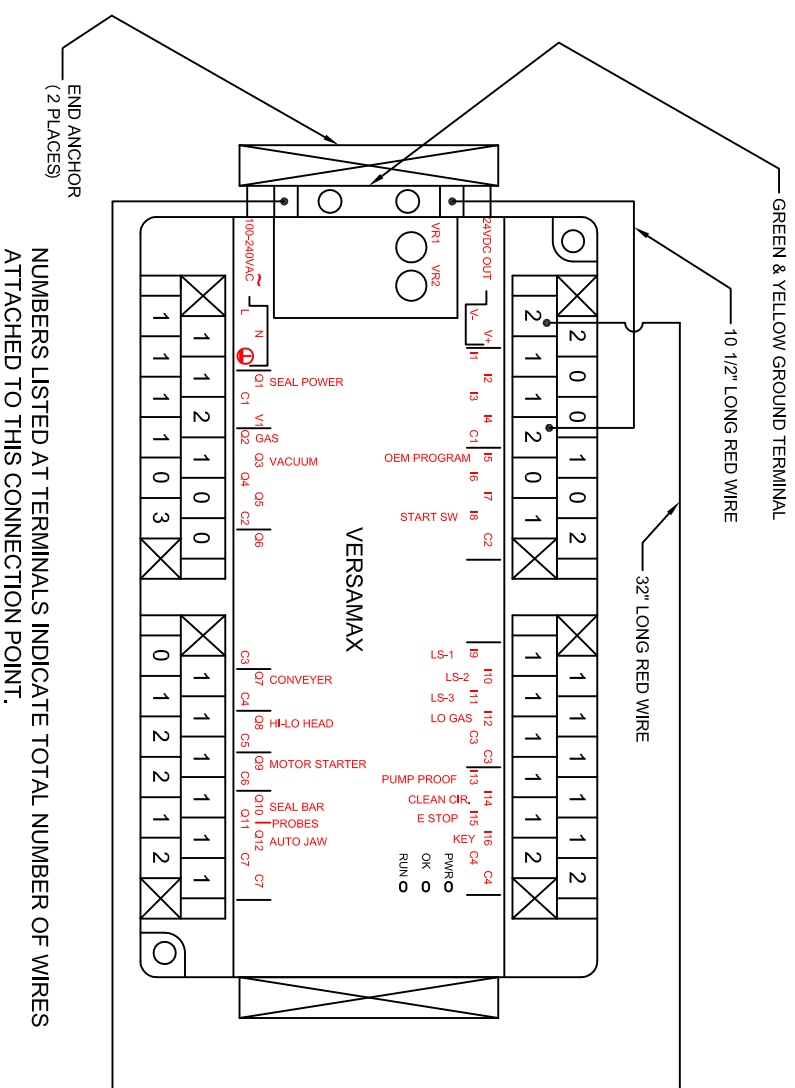 GREEN & YELLOW GROUND TERMINAL
10 1/2" LONG RED WIRE
32" LONG RED WIRE
END ANCHOR
( 2 PLACES)
2 0 0 1 0 2
2 1 1 2 0 1
1 1 1 1 1 2
1 1 1 1 1 2
24VDC OUT
V- V+
I1 I2 I3 I4 C1 I5 I6 I7 I8 C2
OEM PROGRAM
START SW
I9 I10 I11 I12 C3 C3 I13 I14 I15 I16 C4 C4
LS-1
LS-2
LS-3
LO GAS
PUMP PROOF
CLEAN CIR.
E STOP
KEY
VR1 VR2
VERSAMAX
PWR
OK
RUN
100-240VAC ~
L N
Q1 C1 V1 Q2 Q3 Q4 Q5 C2 Q6
SEAL POWER
GAS
VACUUM
C3 Q7 C4 Q8 C5 Q9 C6 Q10 Q11 Q12 C7 C7
CONVEYER
HI-LO HEAD
MOTOR STARTER
SEAL BAR
PROBES
AUTO JAW
1 1 2 1 0 0
1 1 1 1 0 3
1 1 1 1 1 1
0 1 2 2 1 2
NUMBERS LISTED AT TERMINALS INDICATE TOTAL NUMBER OF WIRES
ATTACHED TO THIS CONNECTION POINT.